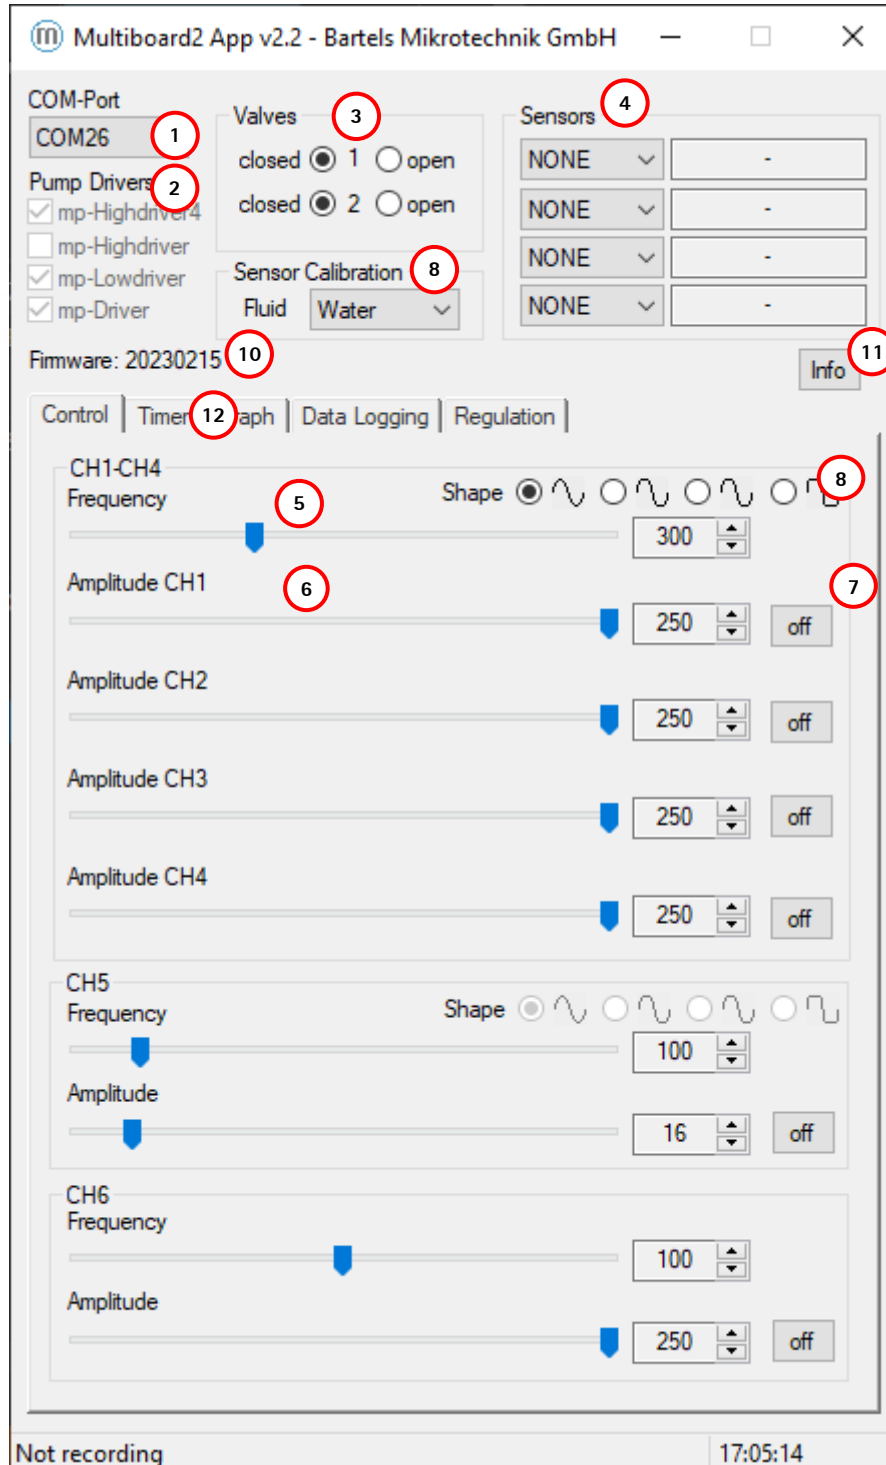 Multiboard2 App v2.2 - Bartels Mikrotechnik GmbH
COM-Port
COM26
1
Pump Drivers
2
mp-Highdriver4
mp-Highdriver
mp-Lowdriver
mp-Driver
Valves
3
closed 1 open
closed 2 open
Sensor Calibration
8
Fluid Water
Sensors
4
NONE -
NONE -
NONE -
NONE -
Firmware: 20230215
10
Info
11
Control
Timer
12
Data Logging
Regulation
CH1-CH4
Frequency
5
Shape
8
300
Amplitude CH1
6
7
250 off
Amplitude CH2
250 off
Amplitude CH3
250 off
Amplitude CH4
250 off
CH5
Frequency
Shape
100
Amplitude
16 off
CH6
Frequency
100
Amplitude
250 off
Not recording
17:05:14